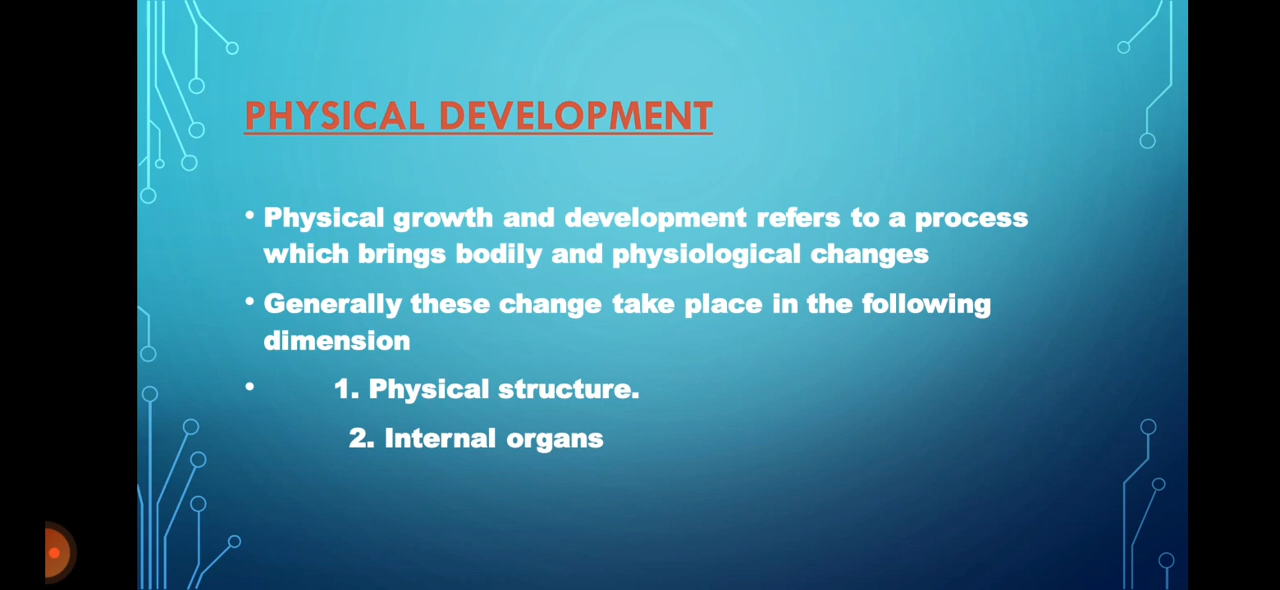 PHYSICAL DEVELOPMENT
• Physical growth and development refers to a process
which brings bodily and physiological changes
• Generally these change take place in the following
dimension
• 1. Physical structure.
2. Internal organs